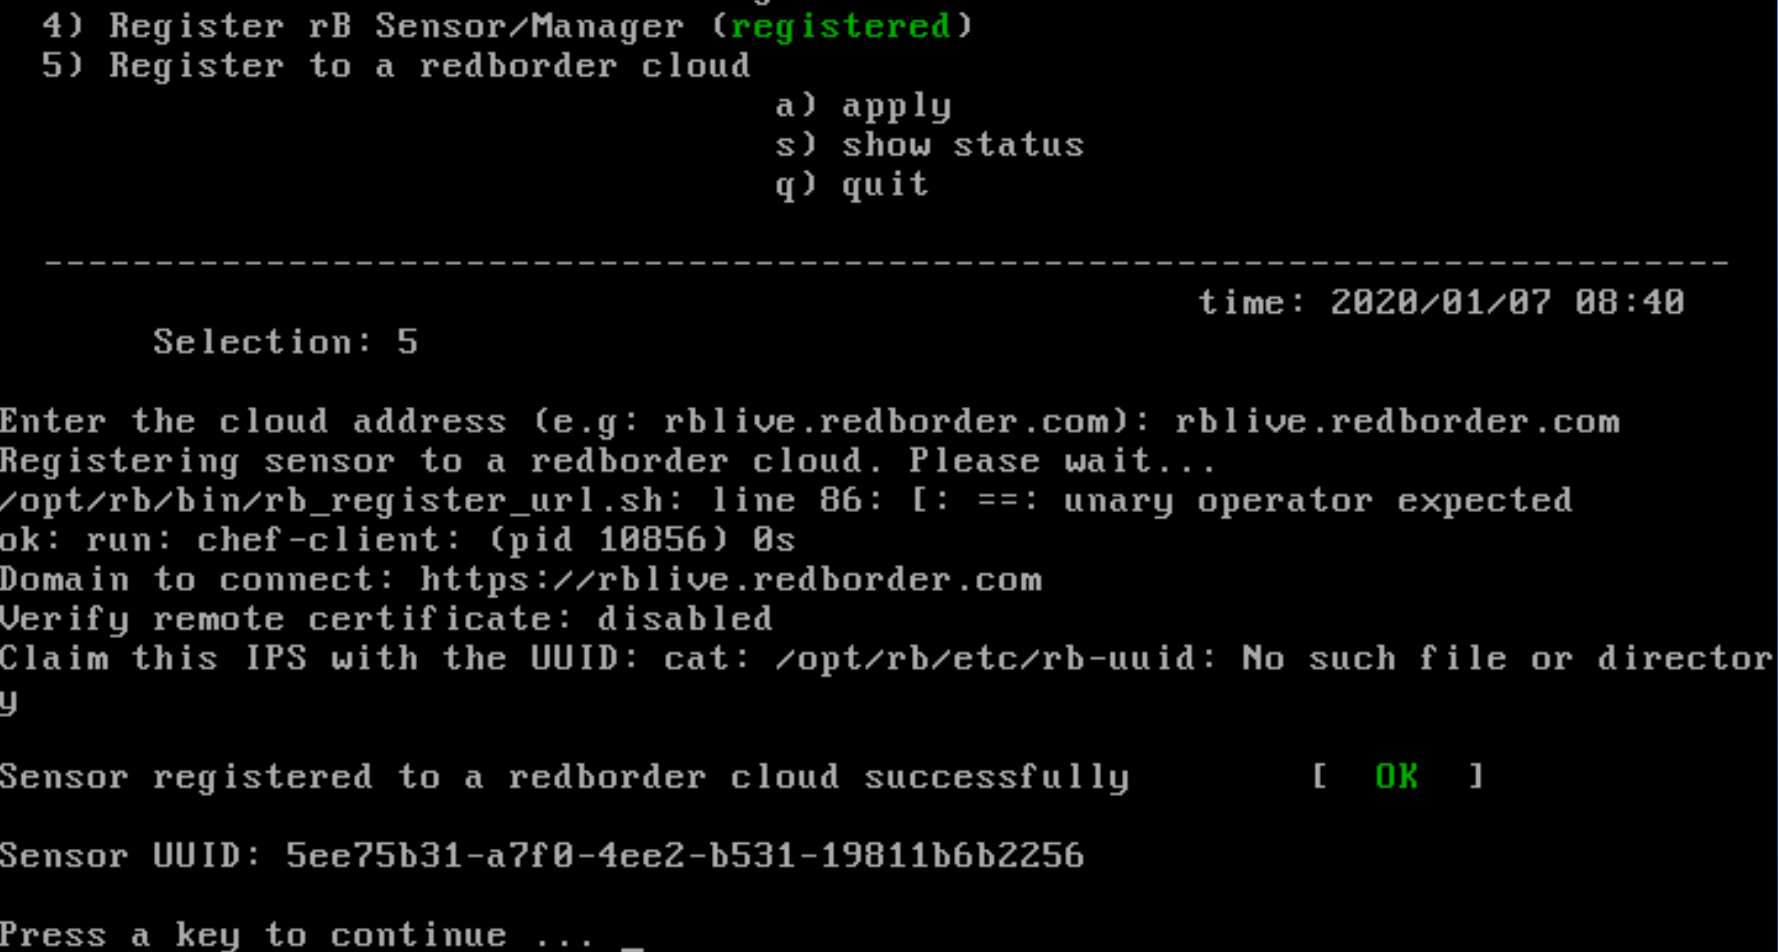 4) Register rB Sensor/Manager (registered)
5) Register to a redborder cloud
a) apply
s) show status
q) quit
----------------------------------------------------------------------------
time: 2020/01/07 08:40
Selection: 5
Enter the cloud address (e.g: rblive.redborder.com): rblive.redborder.com
Registering sensor to a redborder cloud. Please wait...
/opt/rb/bin/rb_register_url.sh: line 86: [: ==: unary operator expected
ok: run: chef-client: (pid 10856) 0s
Domain to connect: https://rblive.redborder.com
Verify remote certificate: disabled
Claim this IPS with the UUID: cat: /opt/rb/etc/rb-uuid: No such file or director
y
Sensor registered to a redborder cloud successfully [ OK ]
Sensor UUID: 5ee75b31-a7f0-4ee2-b531-19811b6b2256
Press a key to continue ... _